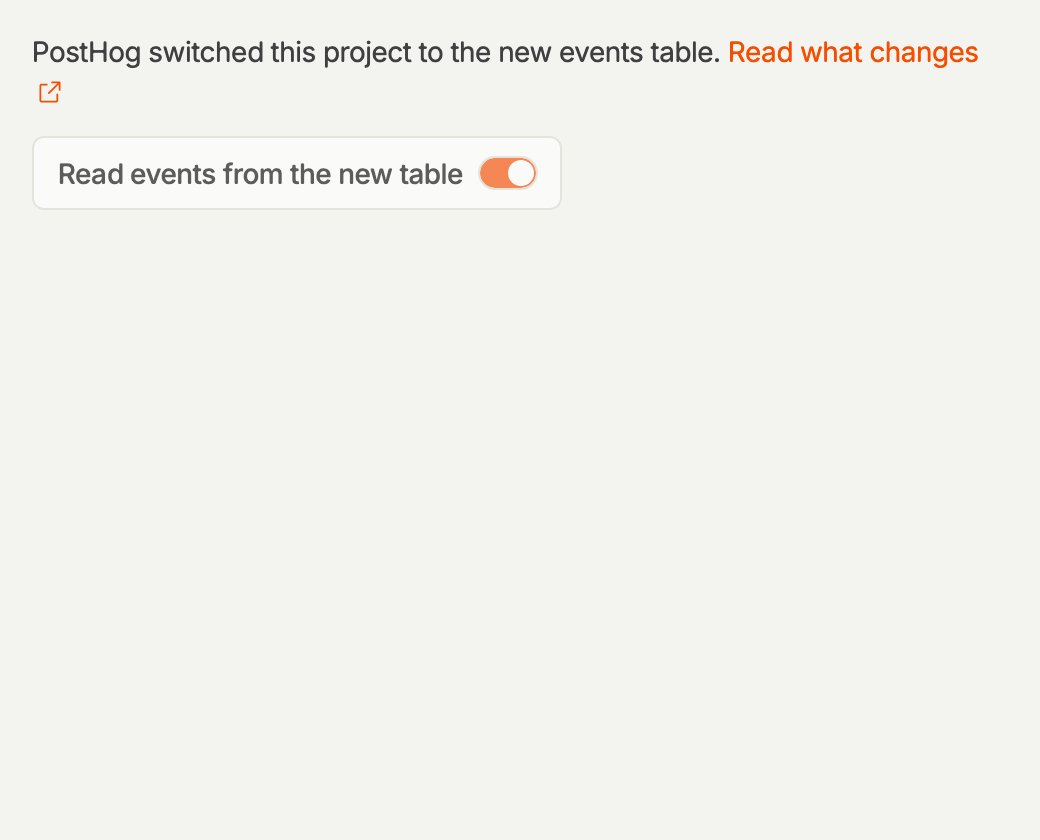 PostHog switched this project to the new events table. Read what changes
Read events from the new table